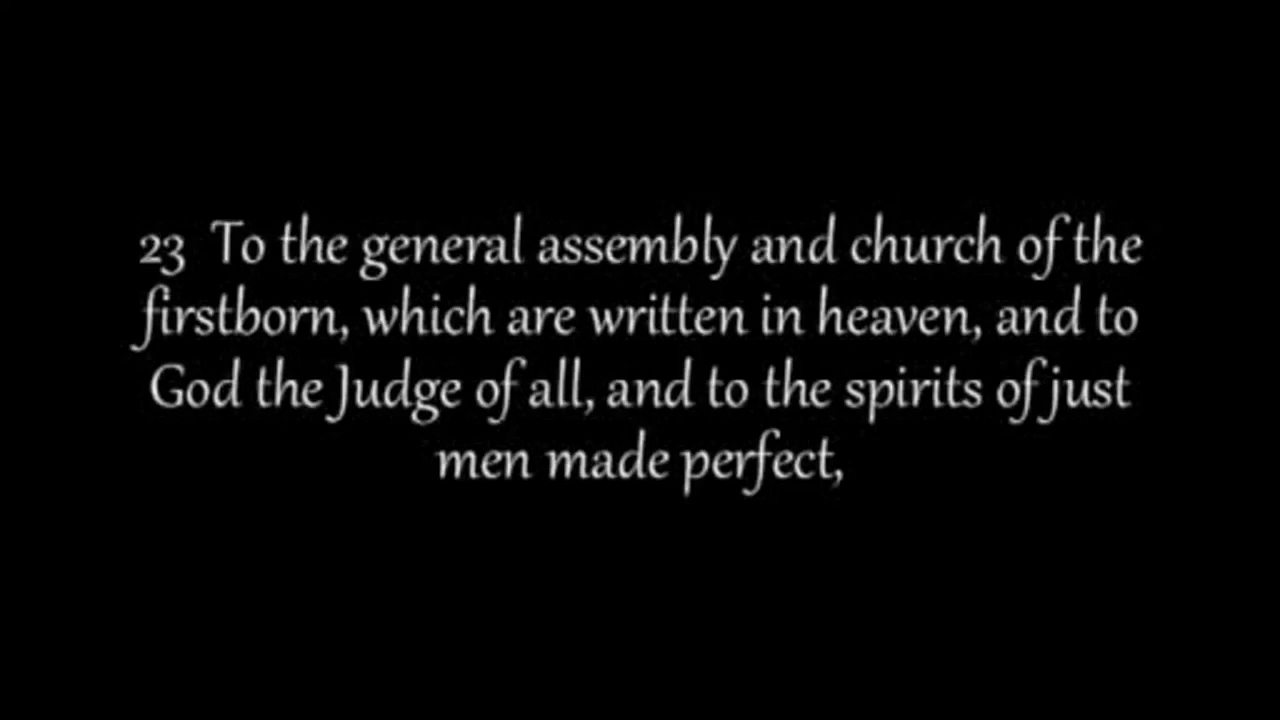 23 To the general assembly and church of the
firstborn, which are written in heaven, and to
God the Judge of all, and to the spirits of just
men made perfect,